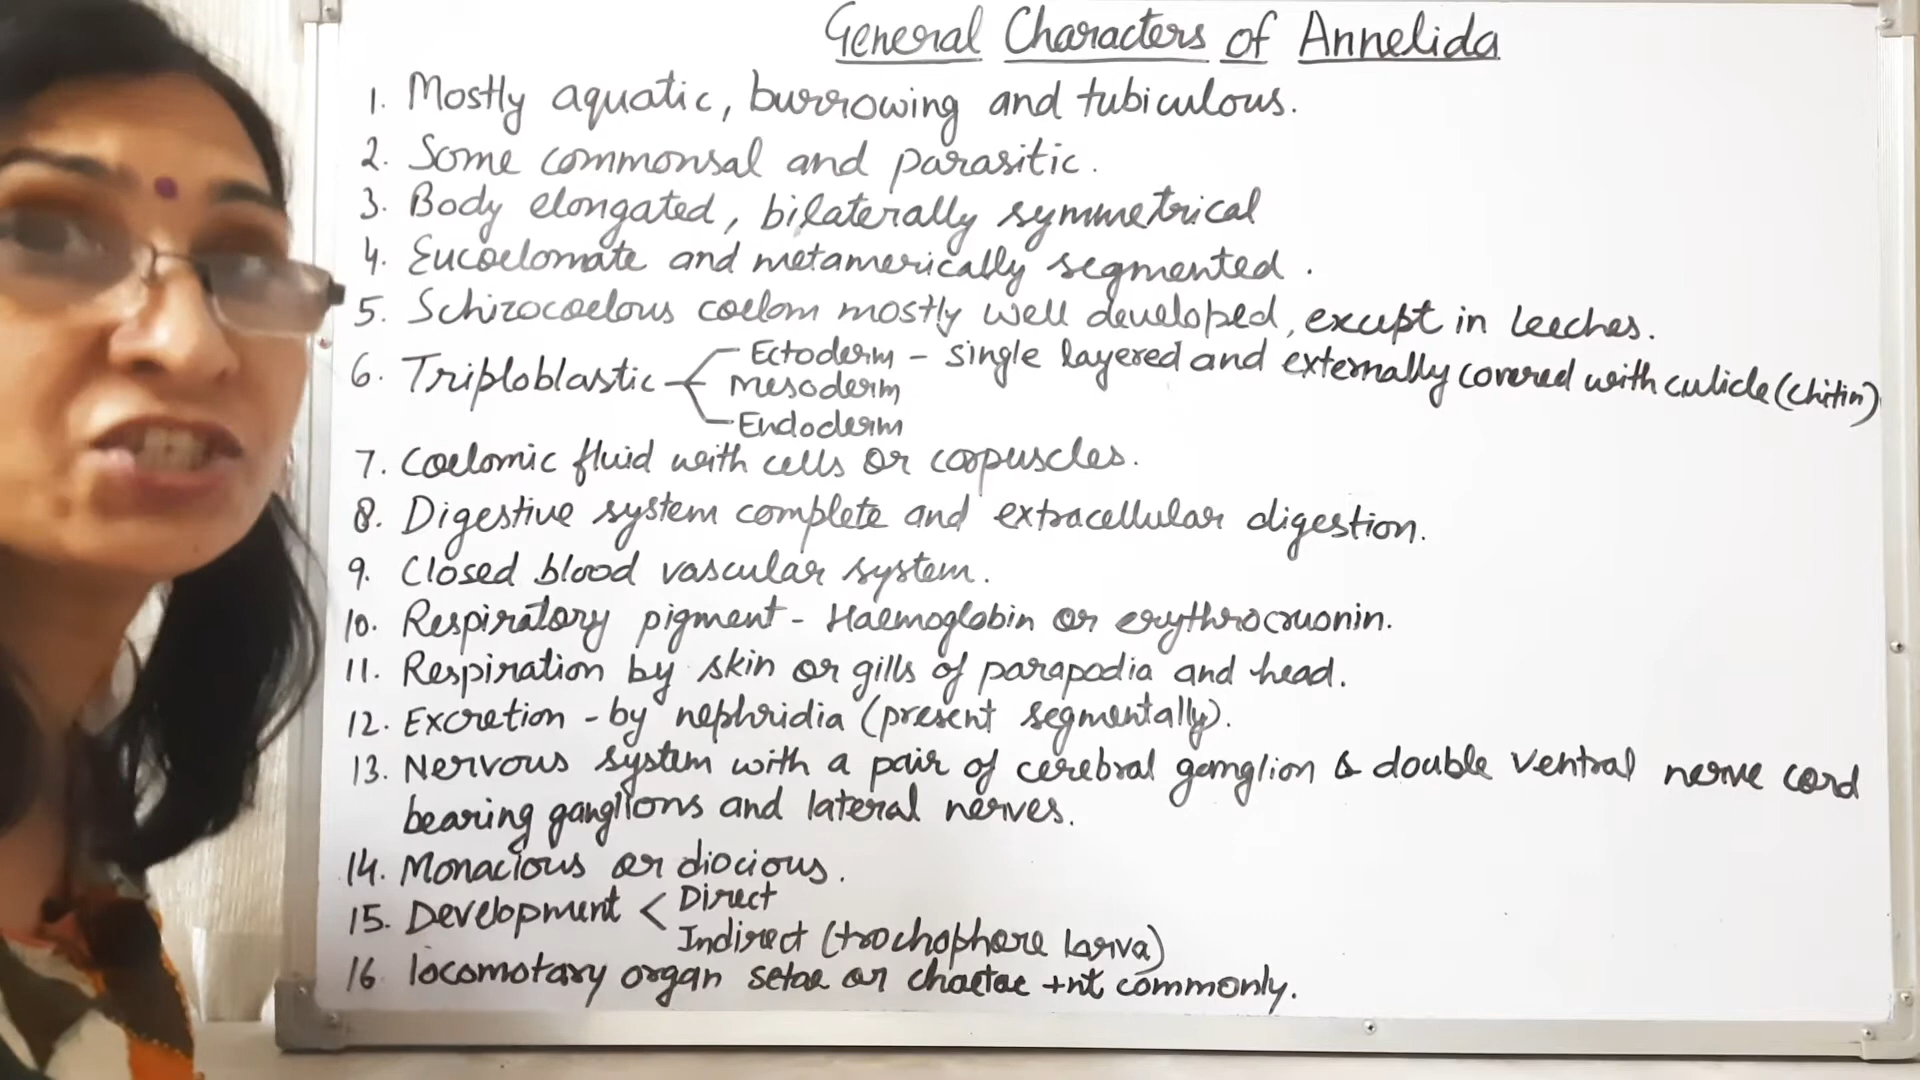 General Characters of Annelida
1. Mostly aquatic, burrowing and tubiculous.
2. Some commonsal and parasitic.
3. Body elongated, bilaterally symmetrical
4. Eucoelomate and metamerically segmented.
5. Schizocoelous coelom mostly well developed, except in leeches.
6. Triploblastic
Ectoderm - single layered and externally covered with cuticle (chitin)
Mesoderm
Endoderm
7. Coelomic fluid with cells or corpuscles.
8. Digestive system complete and extracellular digestion.
9. Closed blood vascular system.
10. Respiratory pigment - Haemoglobin or erythrocruonin.
11. Respiration by skin or gills of parapodia and head.
12. Excretion - by nephridia (present segmentally).
13. Nervous system with a pair of cerebral ganglion & double ventral nerve cord
bearing ganglions and lateral nerves.
14. Monacious or diocious.
15. Development < Direct
Indirect (trochophore larva)
16. locomotary organ setae or chaetae +nt commonly.